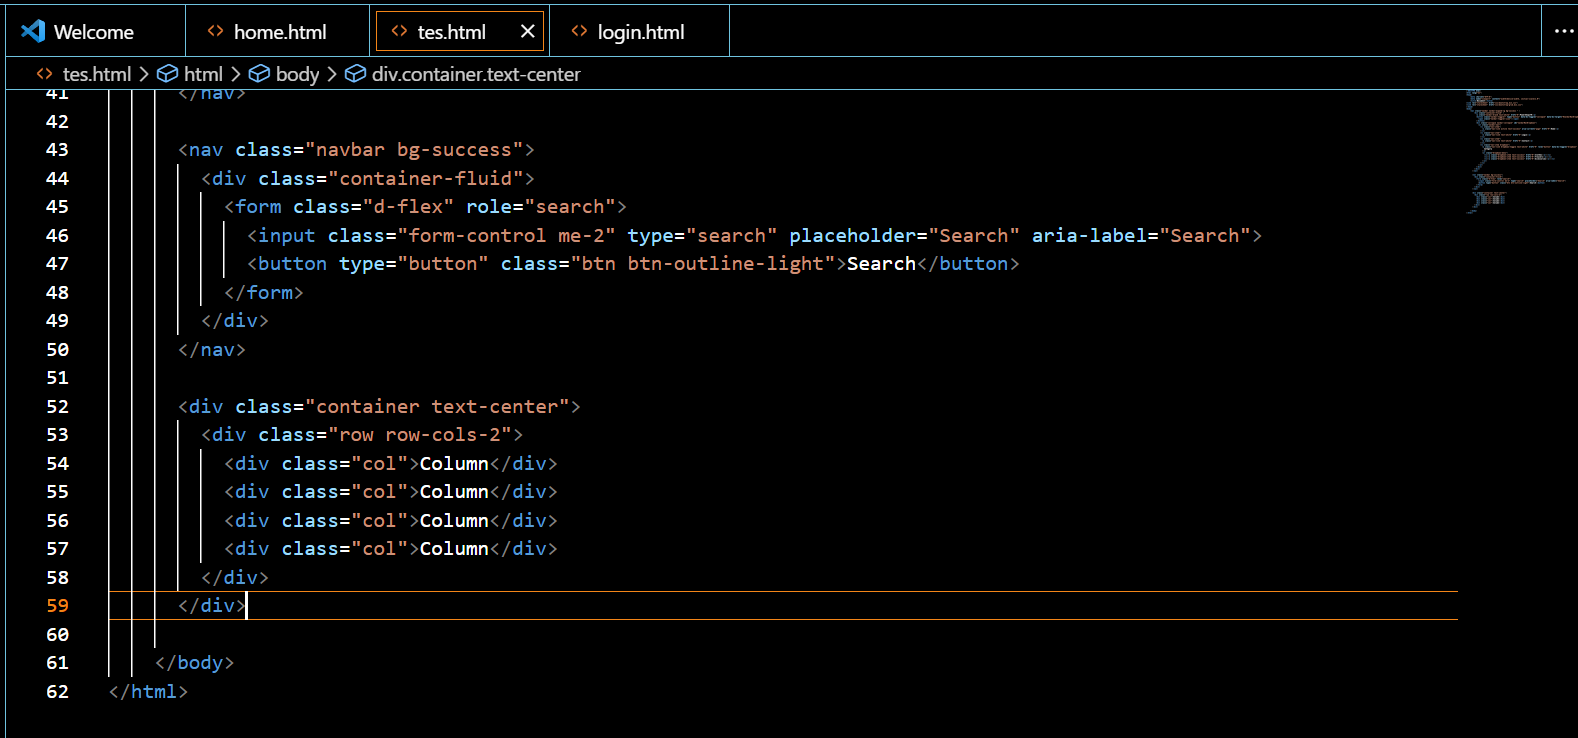 Welcome
home.html
tes.html
login.html
tes.html > html > body > div.container.text-center
41 </nav>
42
43 <nav class="navbar bg-success">
44 <div class="container-fluid">
45 <form class="d-flex" role="search">
46 <input class="form-control me-2" type="search" placeholder="Search" aria-label="Search">
47 <button type="button" class="btn btn-outline-light">Search</button>
48 </form>
49 </div>
50 </nav>
51
52 <div class="container text-center">
53 <div class="row row-cols-2">
54 <div class="col">Column</div>
55 <div class="col">Column</div>
56 <div class="col">Column</div>
57 <div class="col">Column</div>
58 </div>
59 </div>
60
61 </body>
62 </html>